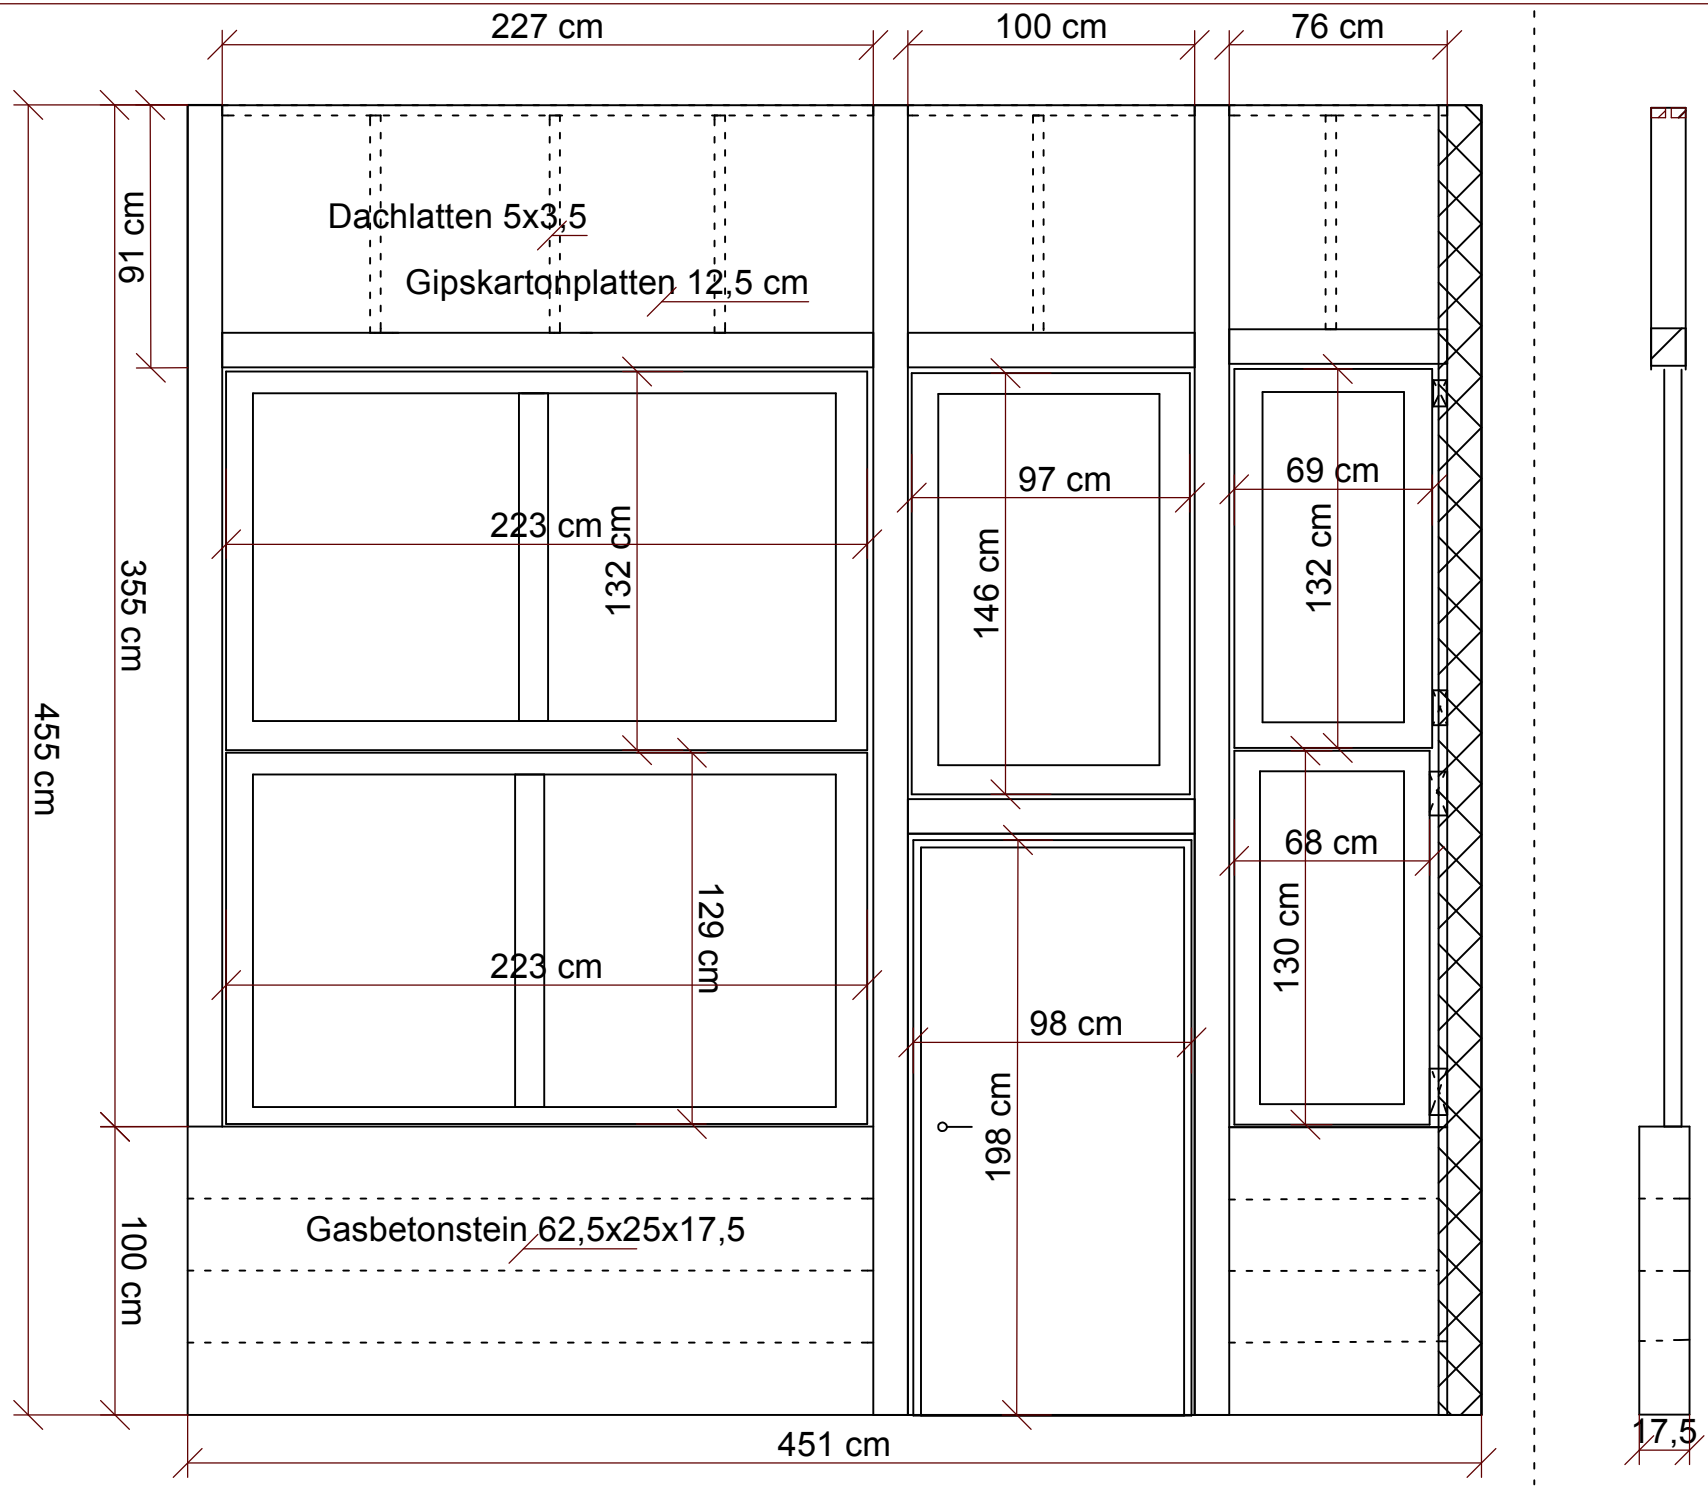 227 cm
100 cm
76 cm
91 cm
Dachlatten 5x3,5
Gipskartonplatten 12,5 cm
97 cm
69 cm
223 cm
132 cm
146 cm
132 cm
355 cm
455 cm
68 cm
129 cm
130 cm
223 cm
98 cm
198 cm
Gasbetonstein 62,5x25x17,5
100 cm
451 cm
17,5